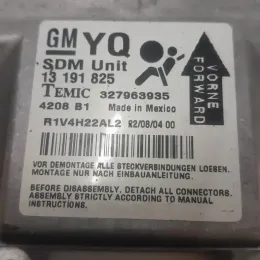 GM YQ
SDM Unit
13 191 825
TEMIC 327963935
4208 B1 Made in Mexico
R1V4H22AL2 R2/08/04 00
VORNE
FORWARD
VOR DEMONTAGE ALLE STECKVERBINDUNGEN LOESEN.
MONTAGE NUR NACH EINBAUANLEITUNG.
BEFORE DISASSEMBLY, DETACH ALL CONNECTORS.
ASSEMBLY STRICTLY ACCORDING TO MANUAL
INSTRUCTIONS.